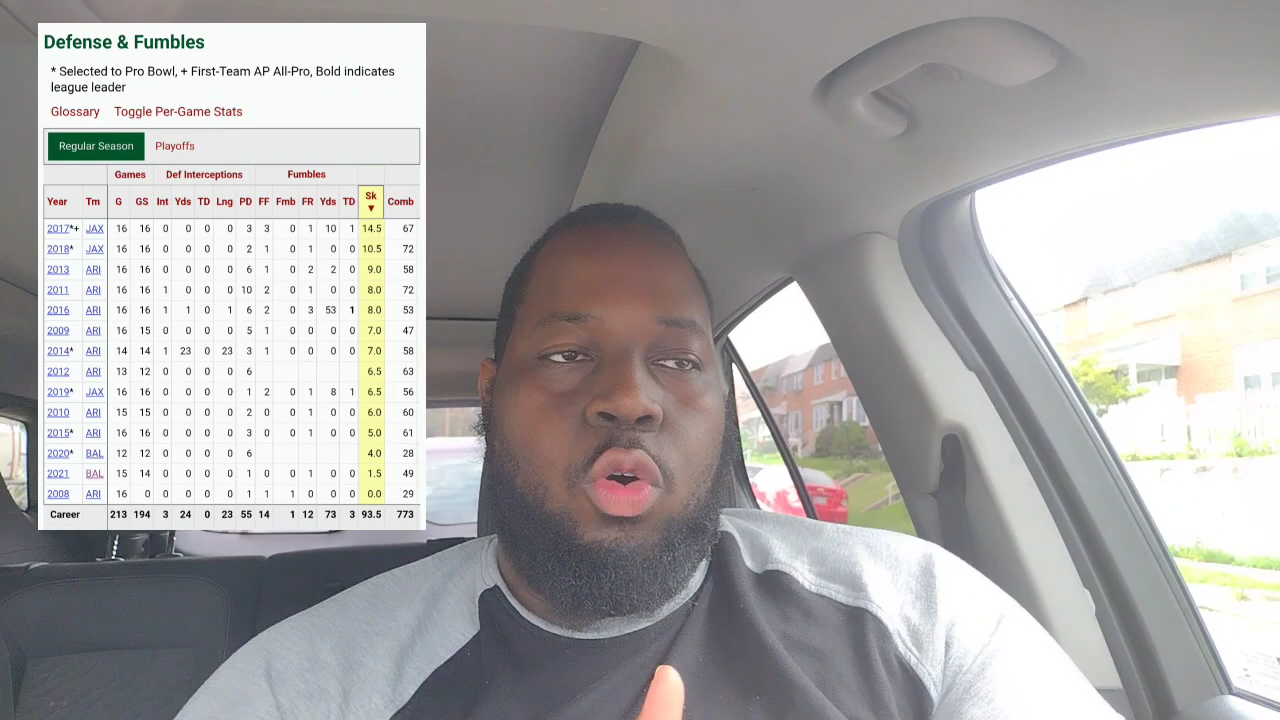 Defense & Fumbles
* Selected to Pro Bowl, + First-Team AP All-Pro, Bold indicates
league leader
Glossary Toggle Per-Game Stats
Regular Season Playoffs
Games Def Interceptions Fumbles
Year Tm G GS Int Yds TD Lng PD FF Fmb FR Yds TD Sk ▼ Comb
2017*+ JAX 16 16 0 0 0 0 3 3 0 1 10 1 14.5 67
2018* JAX 16 16 0 0 0 0 2 1 0 1 0 0 10.5 72
2013 ARI 16 16 0 0 0 0 6 1 0 2 2 0 9.0 58
2011 ARI 16 16 1 0 0 0 10 2 0 1 0 0 8.0 72
2016 ARI 16 16 1 1 0 1 6 2 0 3 53 1 8.0 53
2009 ARI 16 15 0 0 0 0 5 1 0 0 0 0 7.0 47
2014* ARI 14 14 1 23 0 23 3 1 0 0 0 0 7.0 58
2012 ARI 13 12 0 0 0 0 6 6.5 63
2019* JAX 16 16 0 0 0 0 1 2 0 1 8 1 6.5 56
2010 ARI 15 15 0 0 0 0 2 0 0 1 0 0 6.0 60
2015* ARI 16 16 0 0 0 0 3 0 0 1 0 0 5.0 61
2020* BAL 12 12 0 0 0 0 6 4.0 28
2021 BAL 15 14 0 0 0 0 4 0 0 1 0 0 1.5 49
2008 ARI 16 0 0 0 0 0 1 1 1 0 0 0 0.0 29
Career 213 194 3 24 0 23 55 14 1 12 73 3 93.5 773